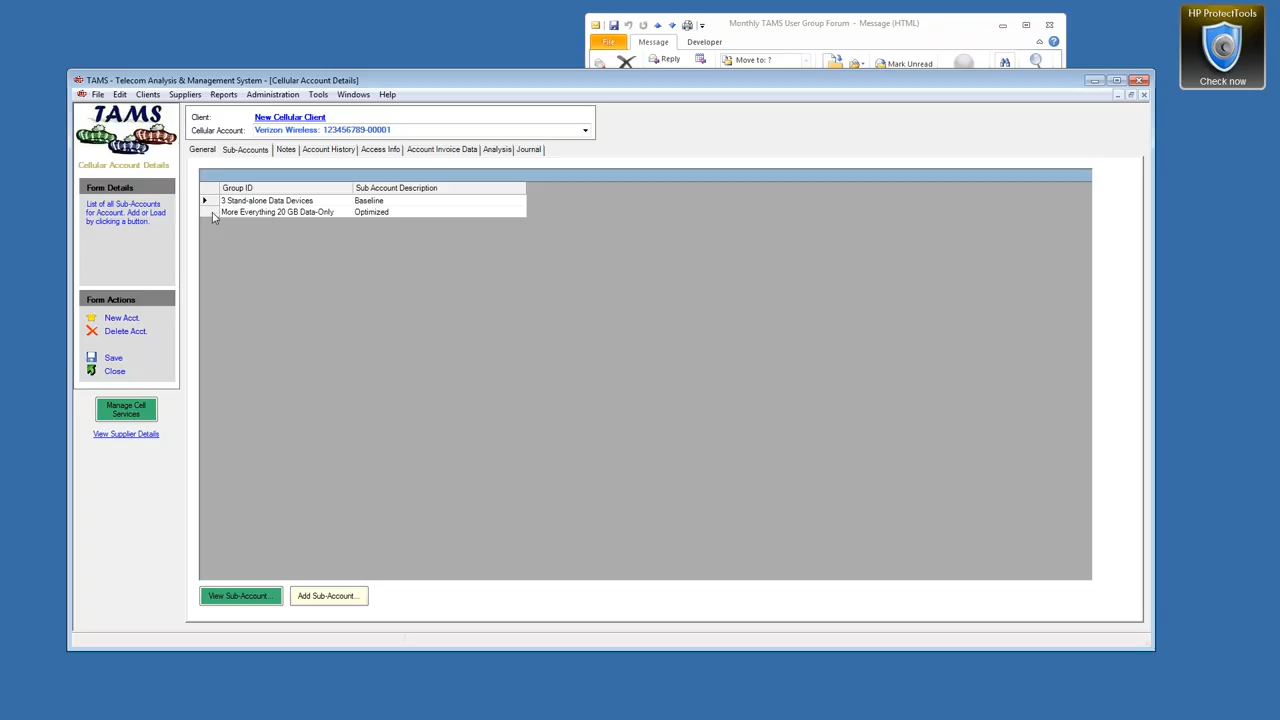 HP ProtectTools
Check now
Monthly TAMS User Group Forum - Message (HTML)
File Message Developer
Reply Move to: ? Mark Unread
TAMS - Telecom Analysis & Management System - [Cellular Account Details]
File Edit Clients Suppliers Reports Administration Tools Windows Help
TAMS
Cellular Account Details
Client: New Cellular Client
Cellular Account: Verizon Wireless: 123456789-00001
General Sub-Accounts Notes Account History Access Info Account Invoice Data Analysis Journal
Form Details
List of all Sub-Accounts
for Account. Add or Load
by clicking a button.
Group ID Sub Account Description
3 Stand-alone Data Devices Baseline
More Everything 20 GB Data-Only Optimized
Form Actions
New Acct.
Delete Acct.
Save
Close
Manage Cell
Services
View Supplier Details
View Sub-Account... Add Sub-Account...